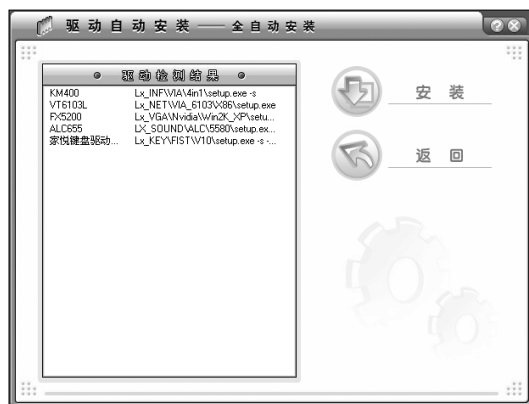 驱动自动安装——全自动安装
驱动检测结果
KM400 Lx_INF\VIA\4in1\setup.exe -s
VT6103L Lx_NET\VIA_6103\X86\setup.exe
FX5200 Lx_VGA\Nvidia\Win2K_XP\setu...
ALC655 LX_SOUND\ALC\5580\setup.ex...
家悦键盘驱动... Lx_KEY\FIST\V10\setup.exe -s -...
安装
返回